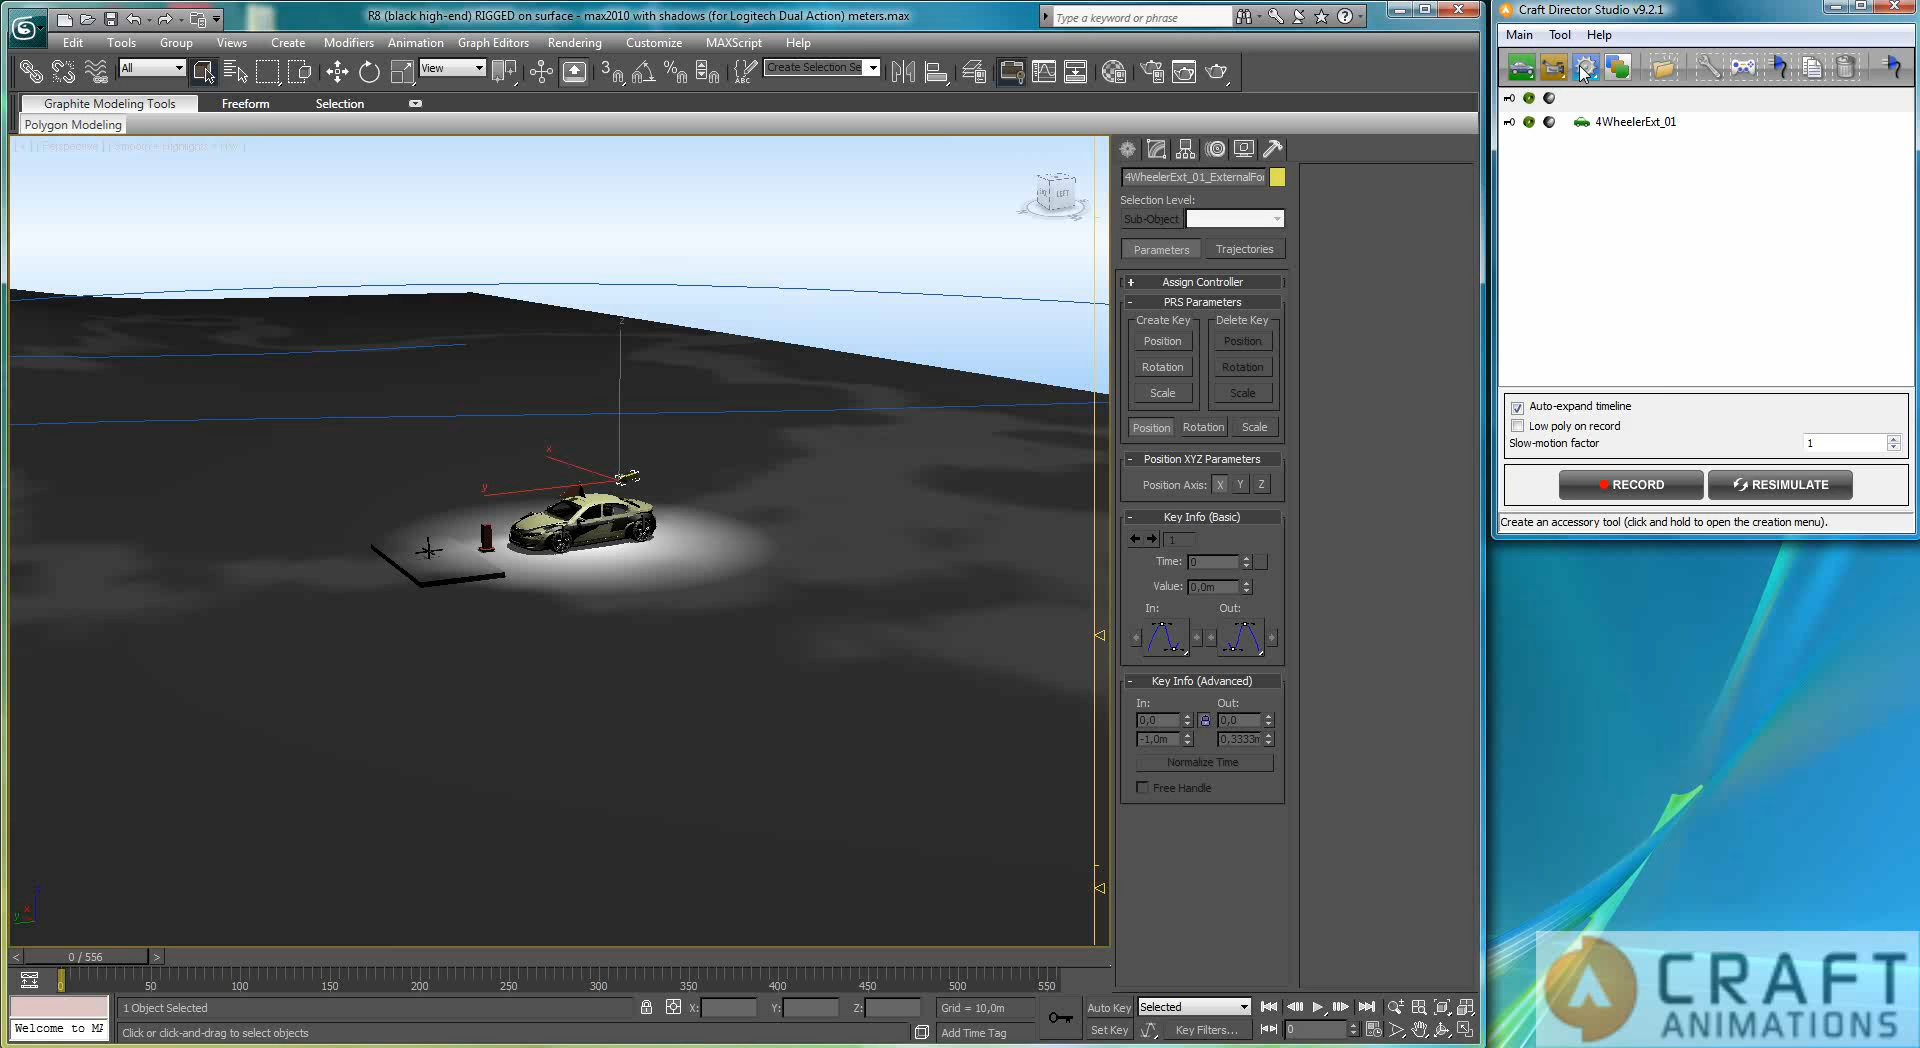 R8 (black high-end) RIGGED on surface - max2010 with shadows (for Logitech Dual Action) meters.max
Type a keyword or phrase
Edit Tools Group Views Create Modifiers Animation Graph Editors Rendering Customize MAXScript Help
All
View
3
ABC
Create Selection Se
Graphite Modeling Tools Freeform Selection
Polygon Modeling
[ + ] [ Perspective ] [ Smooth + Highlights + H/W ]
LEFT
z
x
y
x
y
4WheelerExt_01_ExternalFo
Selection Level:
Sub-Object
Parameters Trajectories
+ Assign Controller
- PRS Parameters
Create Key Delete Key
Position Position
Rotation Rotation
Scale Scale
Position Rotation Scale
- Position XYZ Parameters
Position Axis: X Y Z
- Key Info (Basic)
1
Time: 0
Value: 0,0m
In: Out:
- Key Info (Advanced)
In: Out:
0,0 0,0
-1,0m 0,3333m
Normalize Time
Free Handle
< 0 / 556 >
0 50 100 150 200 250 300 350 400 450 500 550
1 Object Selected X: Y: Z: Grid = 10,0m Auto Key Selected
Welcome to MA Click or click-and-drag to select objects Add Time Tag Set Key Key Filters... 0
Craft Director Studio v9.2.1
Main Tool Help
4WheelerExt_01
Auto-expand timeline
Low poly on record
Slow-motion factor 1
RECORD RESIMULATE
Create an accessory tool (click and hold to open the creation menu).
CRAFT
ANIMATIONS